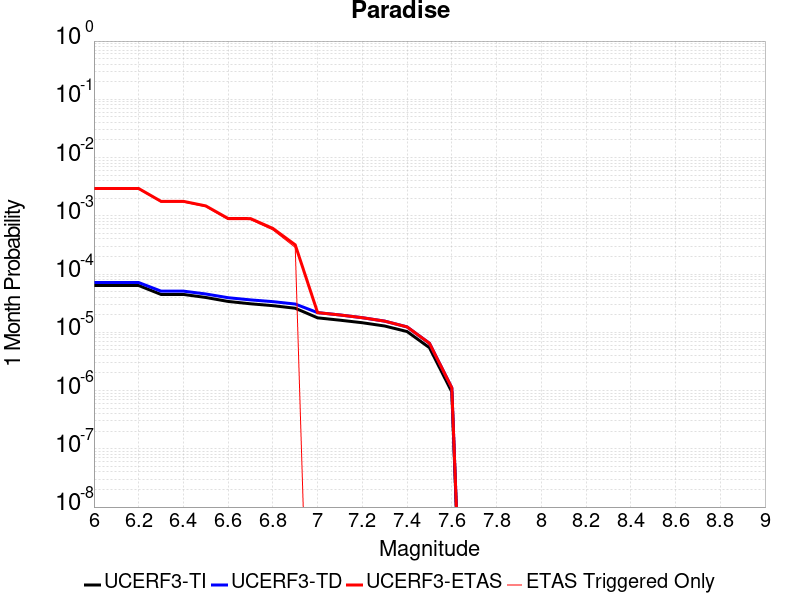 Paradise
1 Month Probability
10 0
10 -1
10 -2
10 -3
10 -4
10 -5
10 -6
10 -7
10 -8
6 6.2 6.4 6.6 6.8 7 7.2 7.4 7.6 7.8 8 8.2 8.4 8.6 8.8 9
Magnitude
UCERF3-TI UCERF3-TD UCERF3-ETAS ETAS Triggered Only